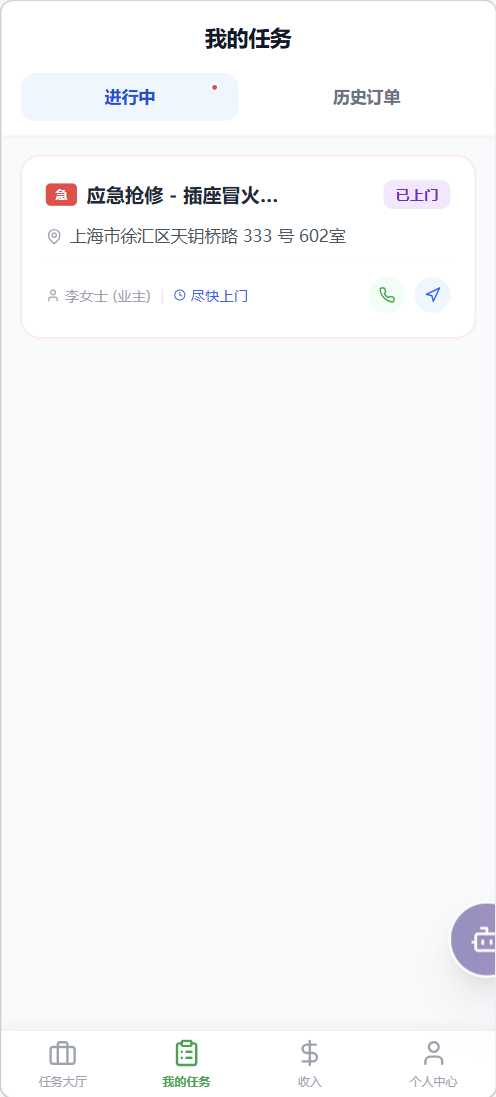 我的任务
进行中
历史订单
急 应急抢修 - 插座冒火... 已上门
上海市徐汇区天钥桥路 333 号 602室
李女士 (业主) | 尽快上门
任务大厅
我的任务
收入
个人中心